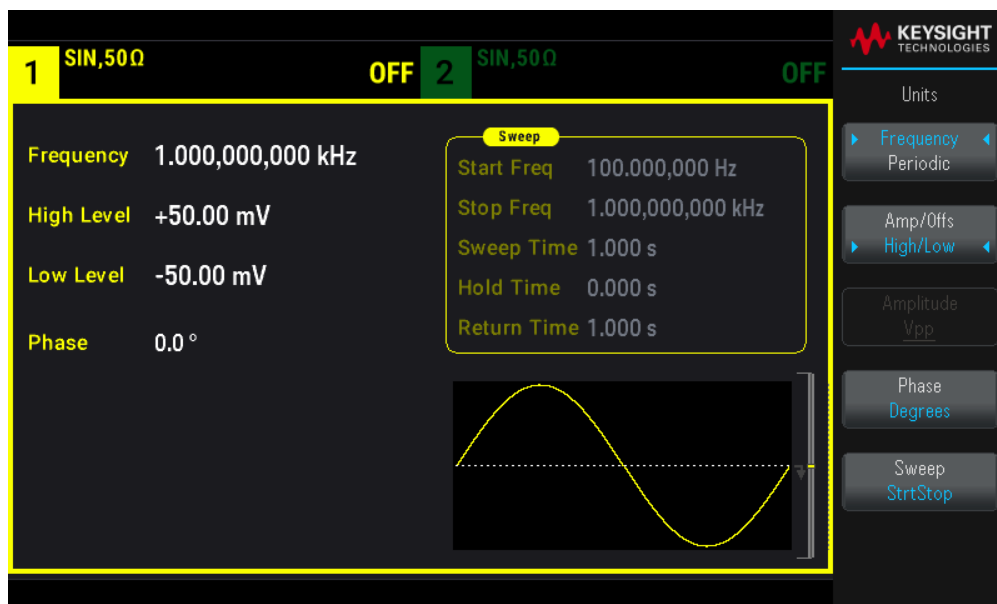 KEYSIGHT
TECHNOLOGIES
1 SIN,50Ω OFF 2 SIN,50Ω OFF
Units
Frequency 1.000,000,000 kHz
High Level +50.00 mV
Low Level -50.00 mV
Phase 0.0 °
Sweep
Start Freq 100.000,000 Hz
Stop Freq 1.000,000,000 kHz
Sweep Time 1.000 s
Hold Time 0.000 s
Return Time 1.000 s
Frequency
Periodic
Amp/Offs
High/Low
Amplitude
Vpp
Phase
Degrees
Sweep
StrtStop